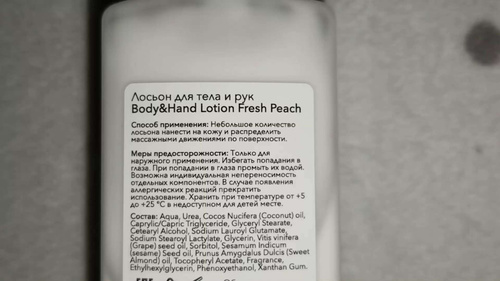 Лосьон для тела и рук
Body&Hand Lotion Fresh Peach
Способ применения: Небольшое количество
лосьона нанести на кожу и распределить
массажными движениями по поверхности.
Меры предосторожности: Только для
наружного применения. Избегать попадания в
глаза. При попадании в глаза промыть их водой.
Возможна индивидуальная непереносимость
отдельных компонентов. В случае появления
аллергических реакций прекратить
использование. Хранить при температуре от +5
до +25 °С в недоступном для детей месте.
Состав: Aqua, Urea, Cocos Nucifera (Coconut) oil,
Caprylic/Capric Triglyceride, Glyceryl Stearate,
Cetearyl Alcohol, Sodium Lauroyl Glutamate,
Sodium Stearoyl Lactylate, Glycerin, Vitis vinifera
(Grape) seed oil, Sorbitol, Sesamum Indicum
(sesame) Seed oil, Prunus Amygdalus Dulcis (Sweet
Almond) oil, Tocopheryl Acetate, Fragrance,
Ethylhexylglycerin, Phenoxyethanol, Xanthan Gum.